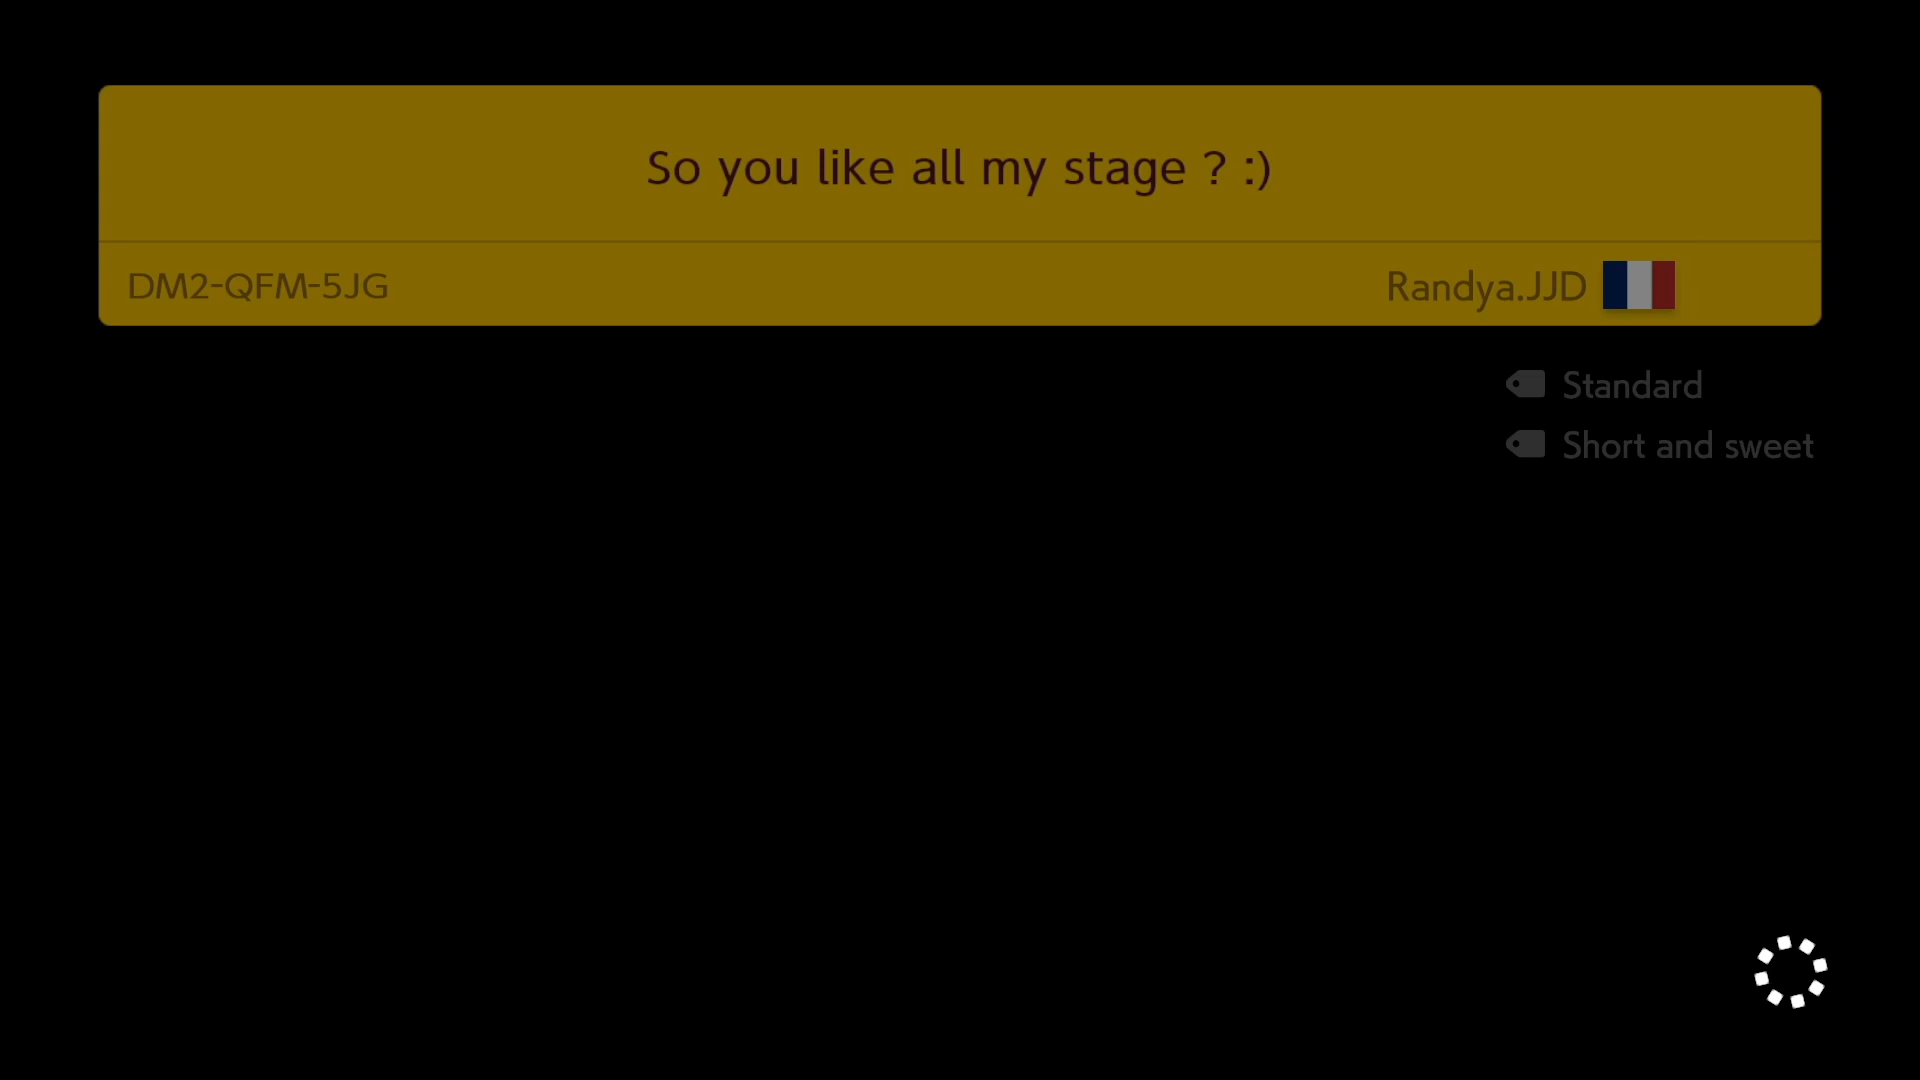 So you like all my stage ? :)
DM2-QFM-5JG
Randya.JJD
Standard
Short and sweet